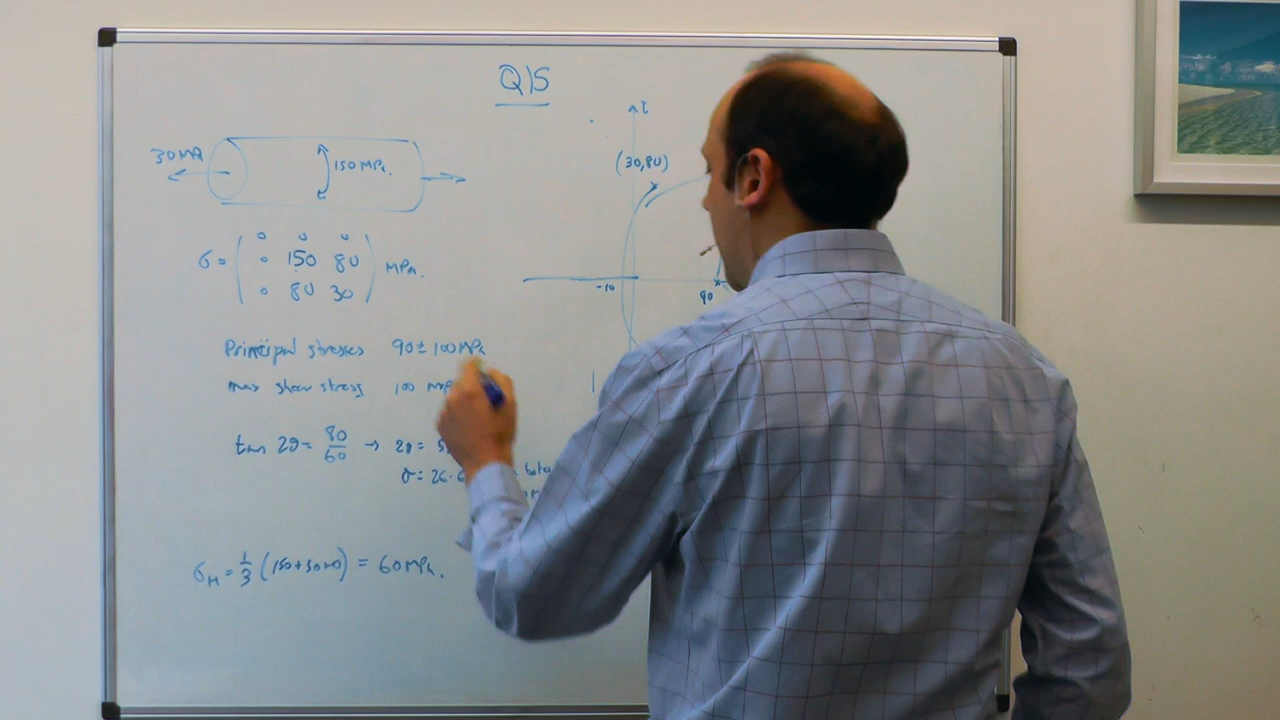 Q15
τ
30 MPa
150 MPa.
(30,80)
σ = ( 0 0 0
0 150 80
0 80 30 ) MPa.
-10
90
Principal stresses 90 ± 100 MPa
max shear stress 100 MPa
tan 2θ = 80/60 → 2θ =
θ = 26.6
σH = 1/3 (150+30+0) = 60 MPa.